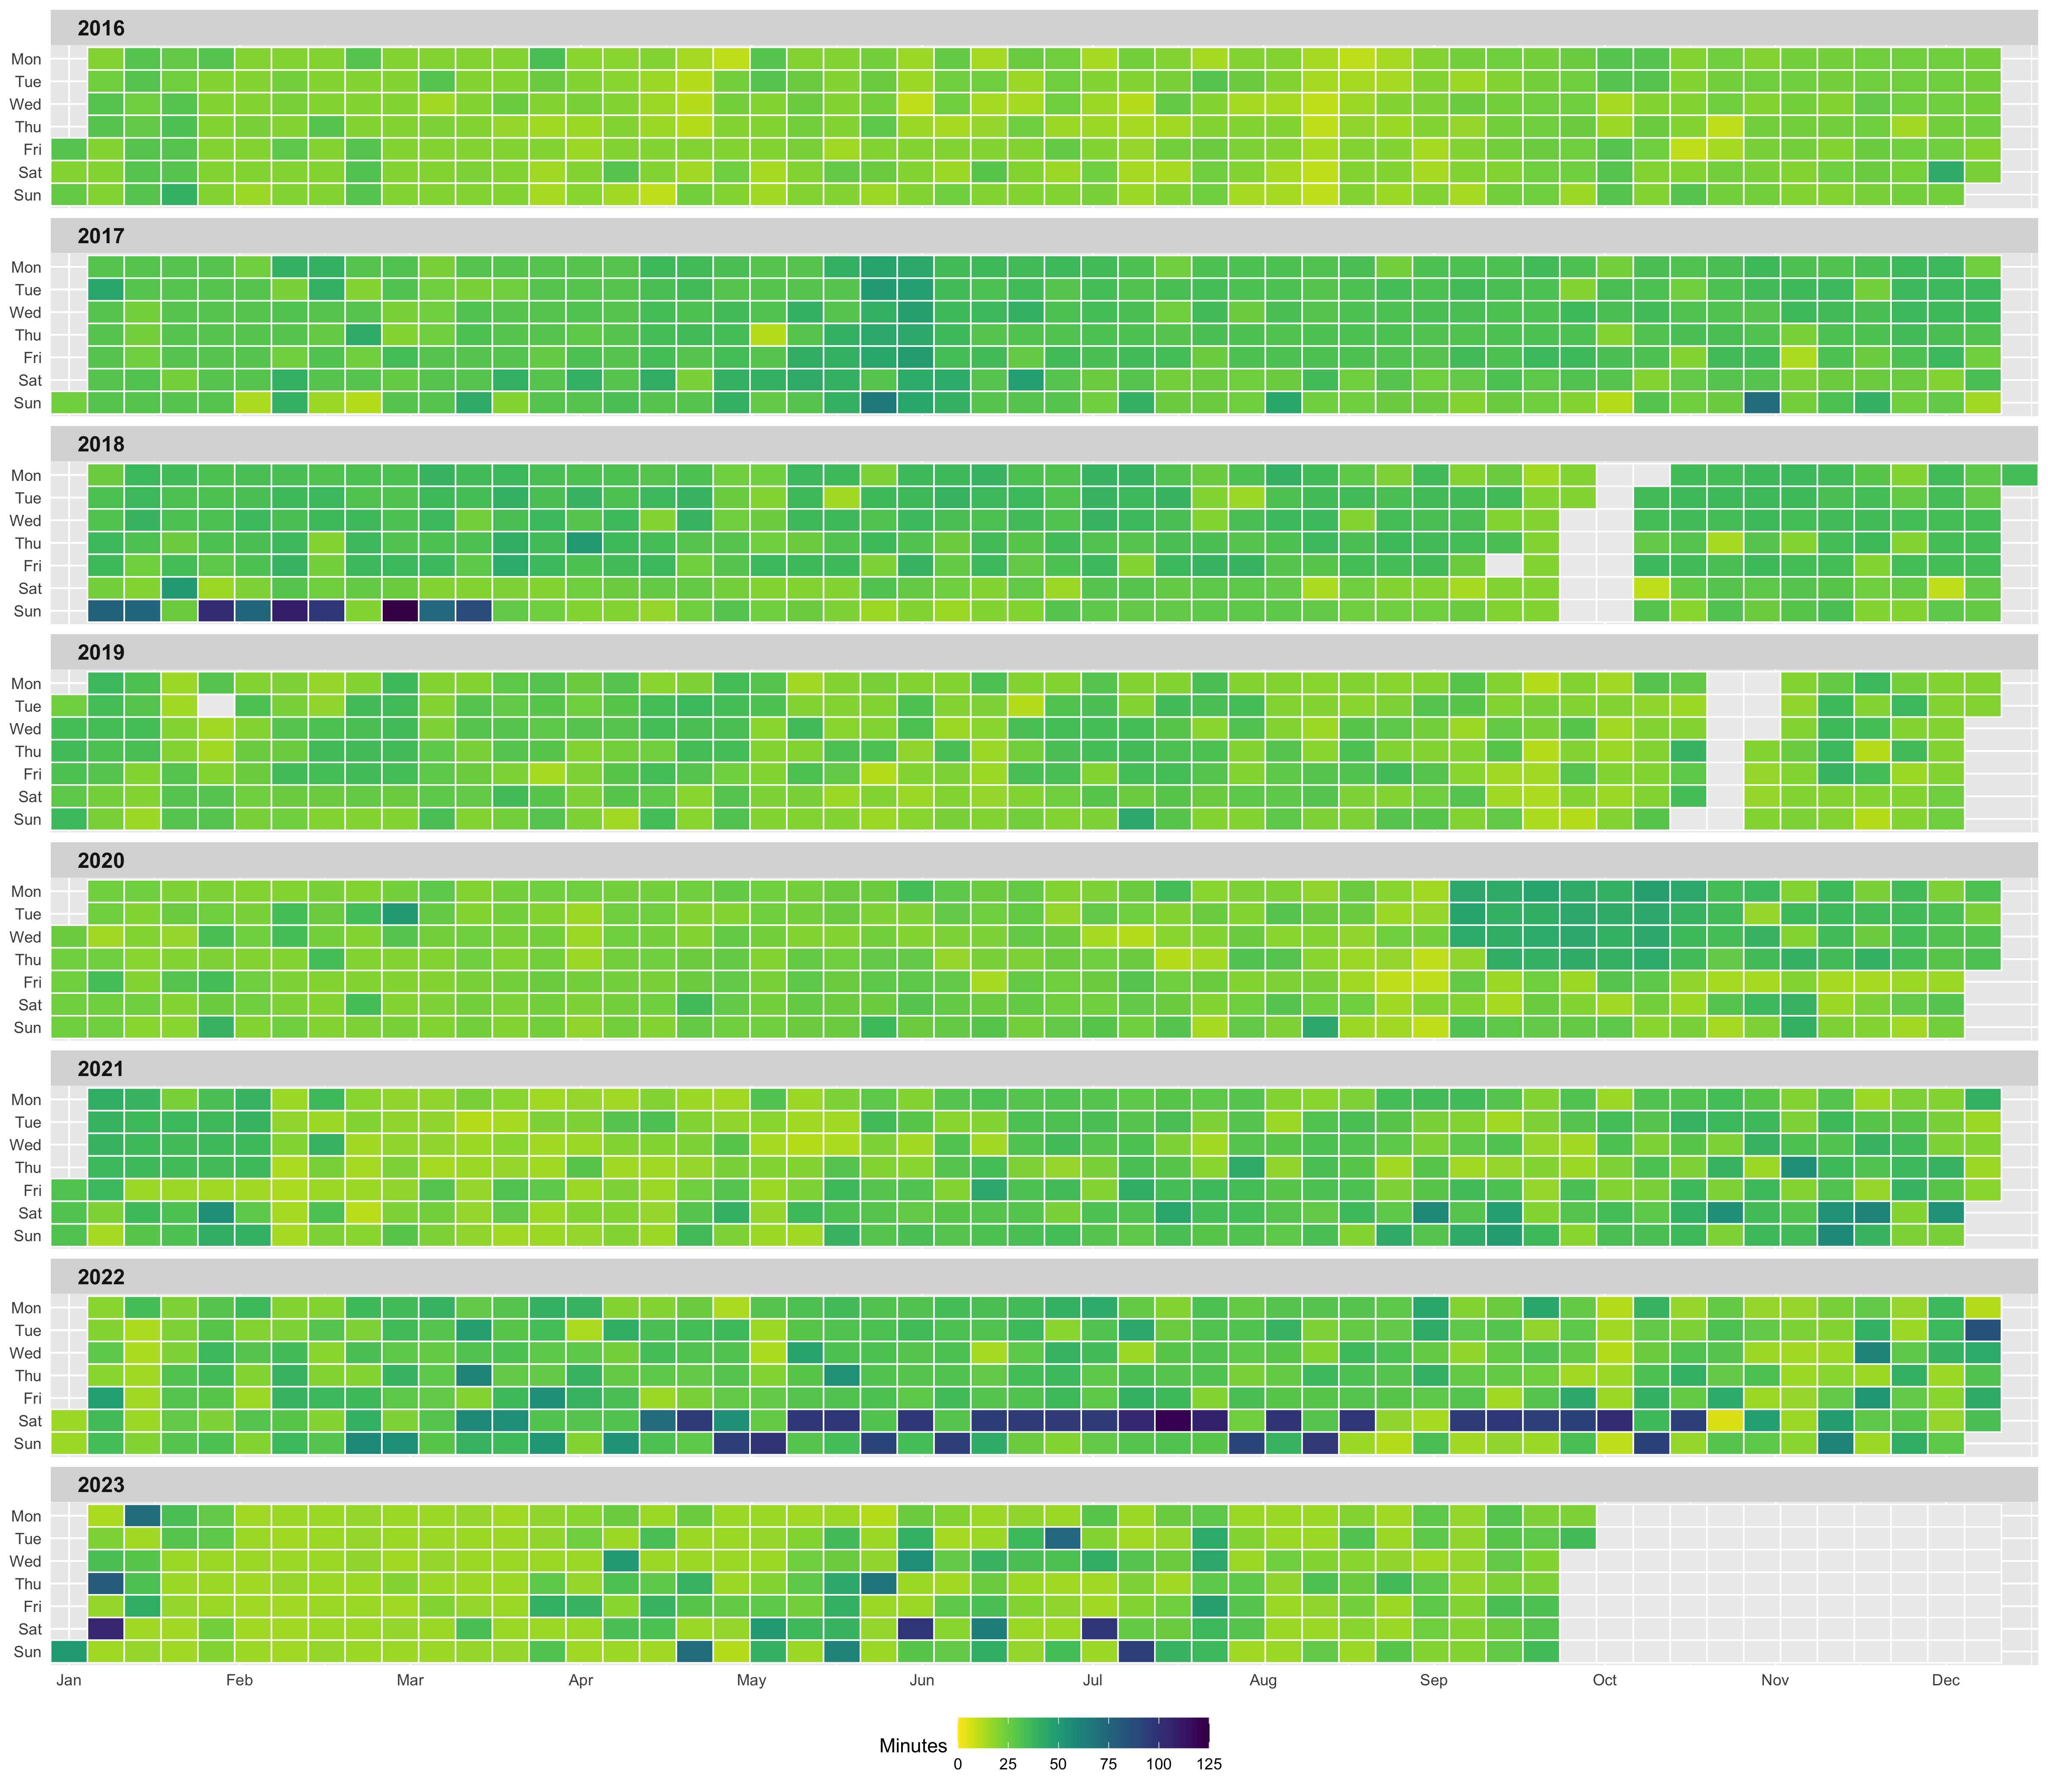 2016
Mon
Tue
Wed
Thu
Fri
Sat
Sun
2017
Mon
Tue
Wed
Thu
Fri
Sat
Sun
2018
Mon
Tue
Wed
Thu
Fri
Sat
Sun
2019
Mon
Tue
Wed
Thu
Fri
Sat
Sun
2020
Mon
Tue
Wed
Thu
Fri
Sat
Sun
2021
Mon
Tue
Wed
Thu
Fri
Sat
Sun
2022
Mon
Tue
Wed
Thu
Fri
Sat
Sun
2023
Mon
Tue
Wed
Thu
Fri
Sat
Sun
Jan Feb Mar Apr May Jun Jul Aug Sep Oct Nov Dec
Minutes
0 25 50 75 100 125